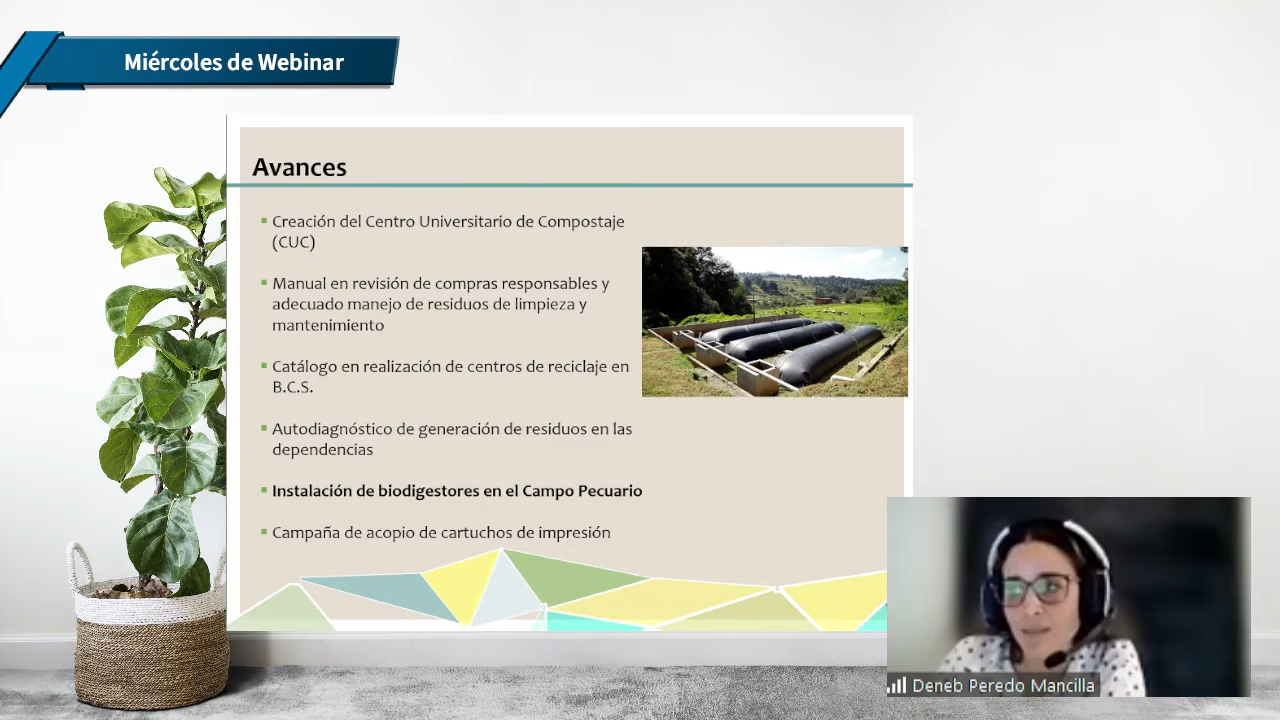 Miércoles de Webinar
Avances
Creación del Centro Universitario de Compostaje
(CUC)
Manual en revisión de compras responsables y
adecuado manejo de residuos de limpieza y
mantenimiento
Catálogo en realización de centros de reciclaje en
B.C.S.
Autodiagnóstico de generación de residuos en las
dependencias
Instalación de biodigestores en el Campo Pecuario
Campaña de acopio de cartuchos de impresión
Deneb Peredo Mancilla